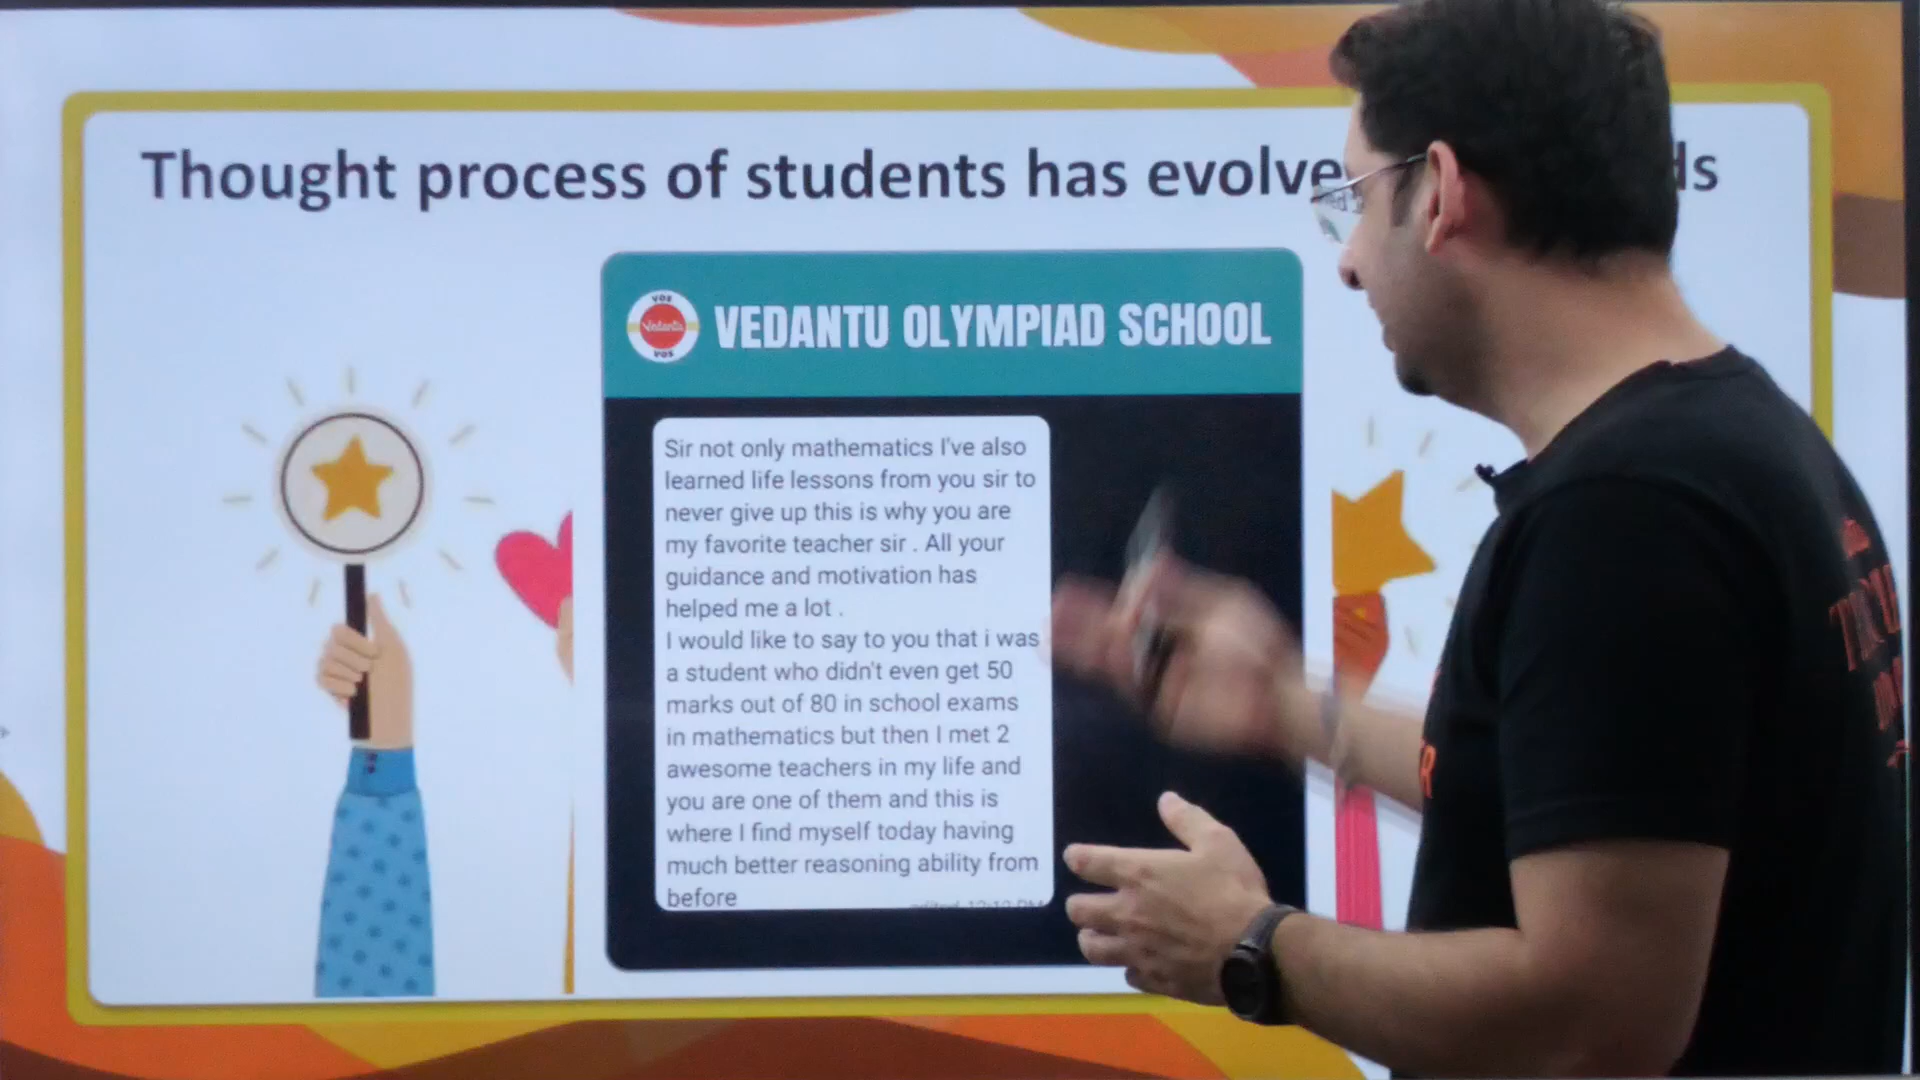 Thought process of students has evolve
VOS
Vedantu
VOS
VEDANTU OLYMPIAD SCHOOL
Sir not only mathematics I've also
learned life lessons from you sir to
never give up this is why you are
my favorite teacher sir . All your
guidance and motivation has
helped me a lot .
I would like to say to you that i was
a student who didn't even get 50
marks out of 80 in school exams
in mathematics but then I met 2
awesome teachers in my life and
you are one of them and this is
where I find myself today having
much better reasoning ability from
before